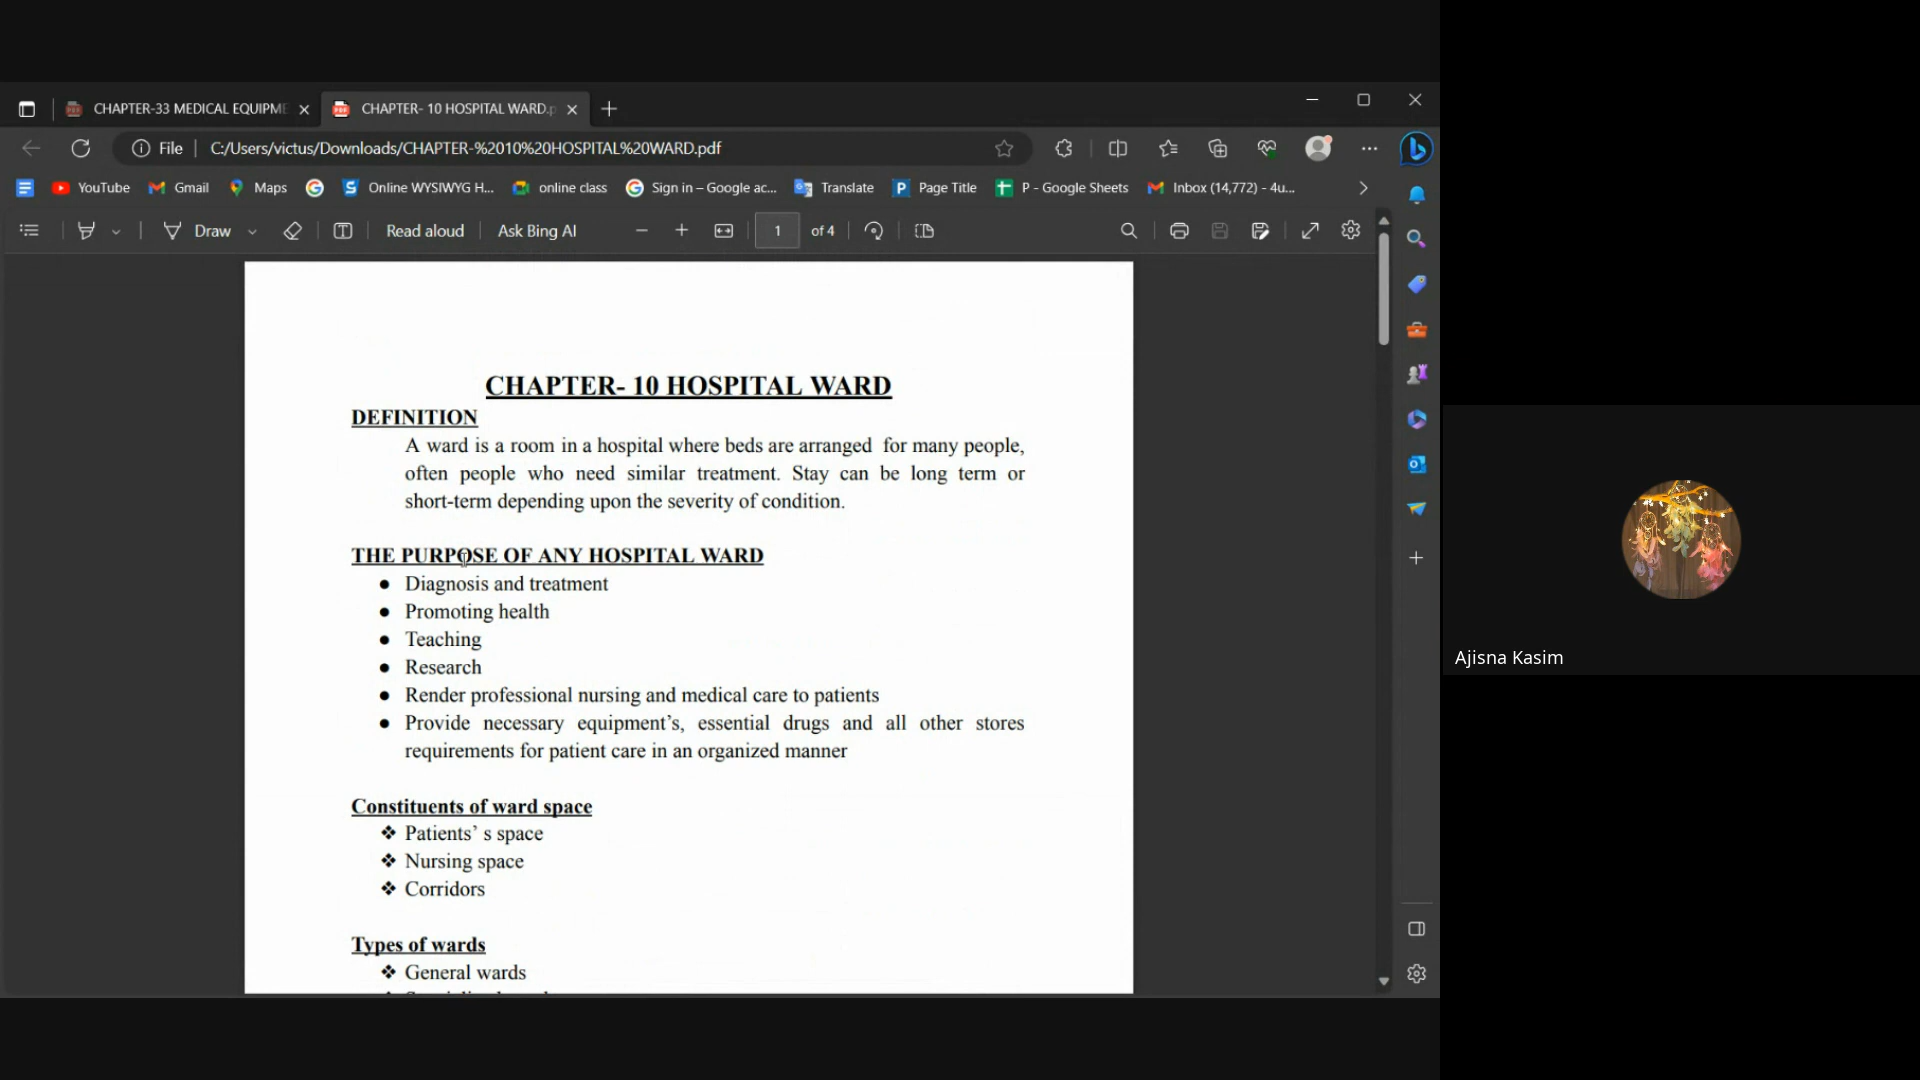 CHAPTER-33 MEDICAL EQUIPME
CHAPTER- 10 HOSPITAL WARD.p
File
C:/Users/victus/Downloads/CHAPTER-%2010%20HOSPITAL%20WARD.pdf
YouTube
Gmail
Maps
Online WYSIWYG H...
online class
Sign in – Google ac...
Translate
Page Title
P - Google Sheets
Inbox (14,772) - 4u...
Draw
Read aloud
Ask Bing AI
1 of 4
CHAPTER- 10 HOSPITAL WARD
DEFINITION
A ward is a room in a hospital where beds are arranged for many people,
often people who need similar treatment. Stay can be long term or
short-term depending upon the severity of condition.
THE PURPOSE OF ANY HOSPITAL WARD
● Diagnosis and treatment
● Promoting health
● Teaching
● Research
● Render professional nursing and medical care to patients
● Provide necessary equipment’s, essential drugs and all other stores
requirements for patient care in an organized manner
Constituents of ward space
❖ Patients’ s space
❖ Nursing space
❖ Corridors
Types of wards
❖ General wards
Ajisna Kasim